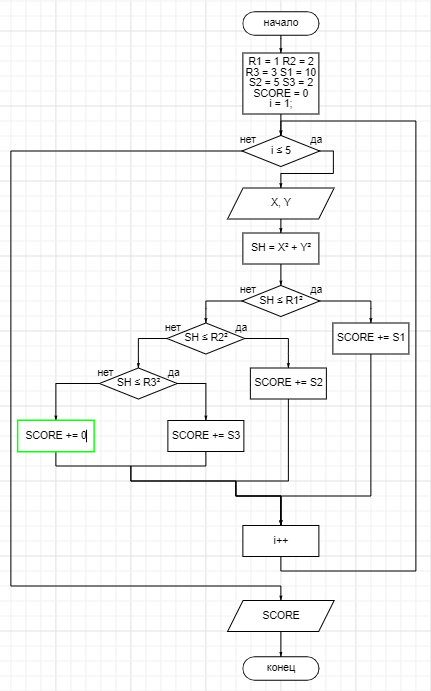 начало
R1 = 1 R2 = 2
R3 = 3 S1 = 10
S2 = 5 S3 = 2
SCORE = 0
i = 1;
нет
да
i ≤ 5
X, Y
SH = X² + Y²
нет
да
SH ≤ R1²
нет
да
SH ≤ R2²
SCORE += S1
нет
да
SH ≤ R3²
SCORE += S2
SCORE += 0
SCORE += S3
i++
SCORE
конец